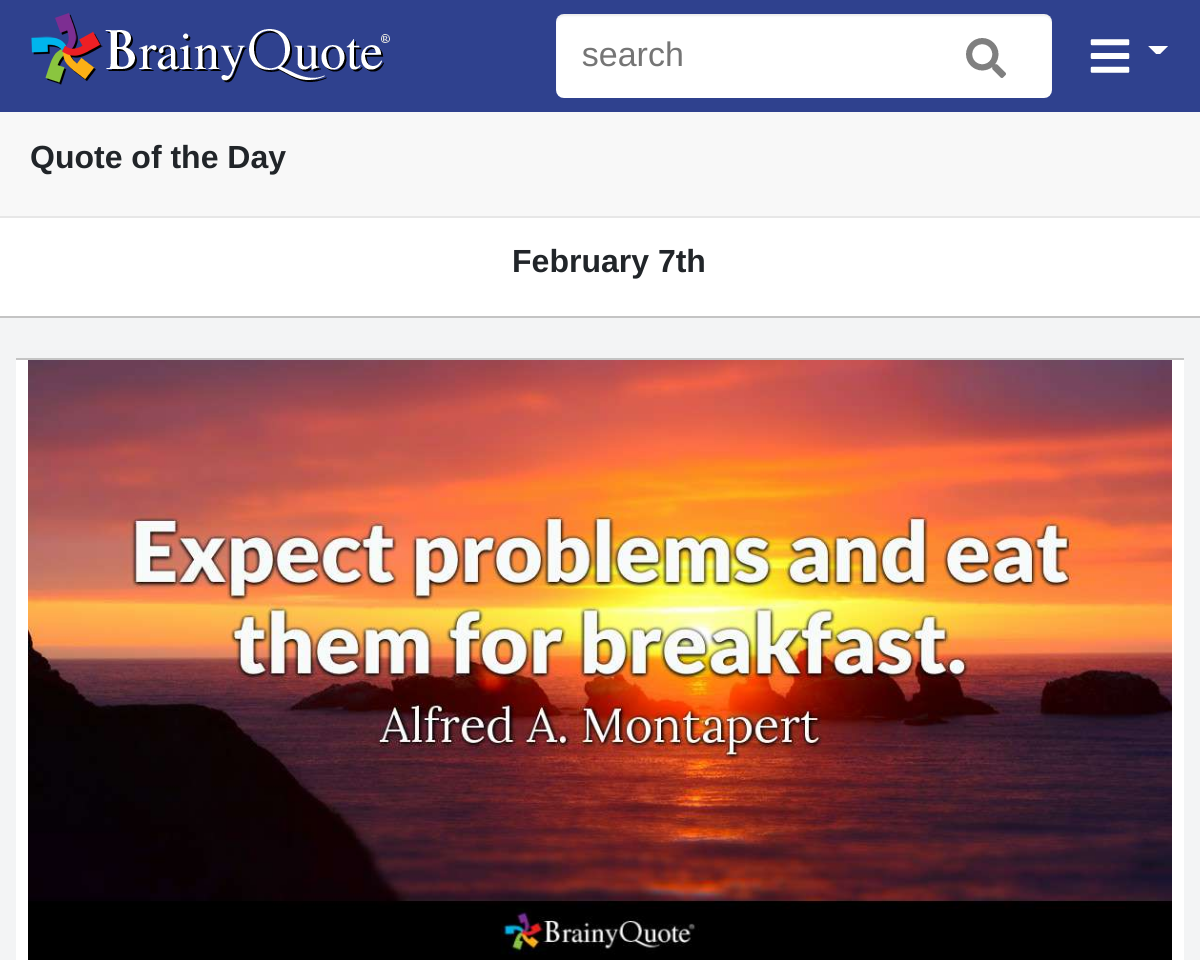 BrainyQuote®
search
Quote of the Day
February 7th
Expect problems and eat
them for breakfast.
Alfred A. Montapert
BrainyQuote®